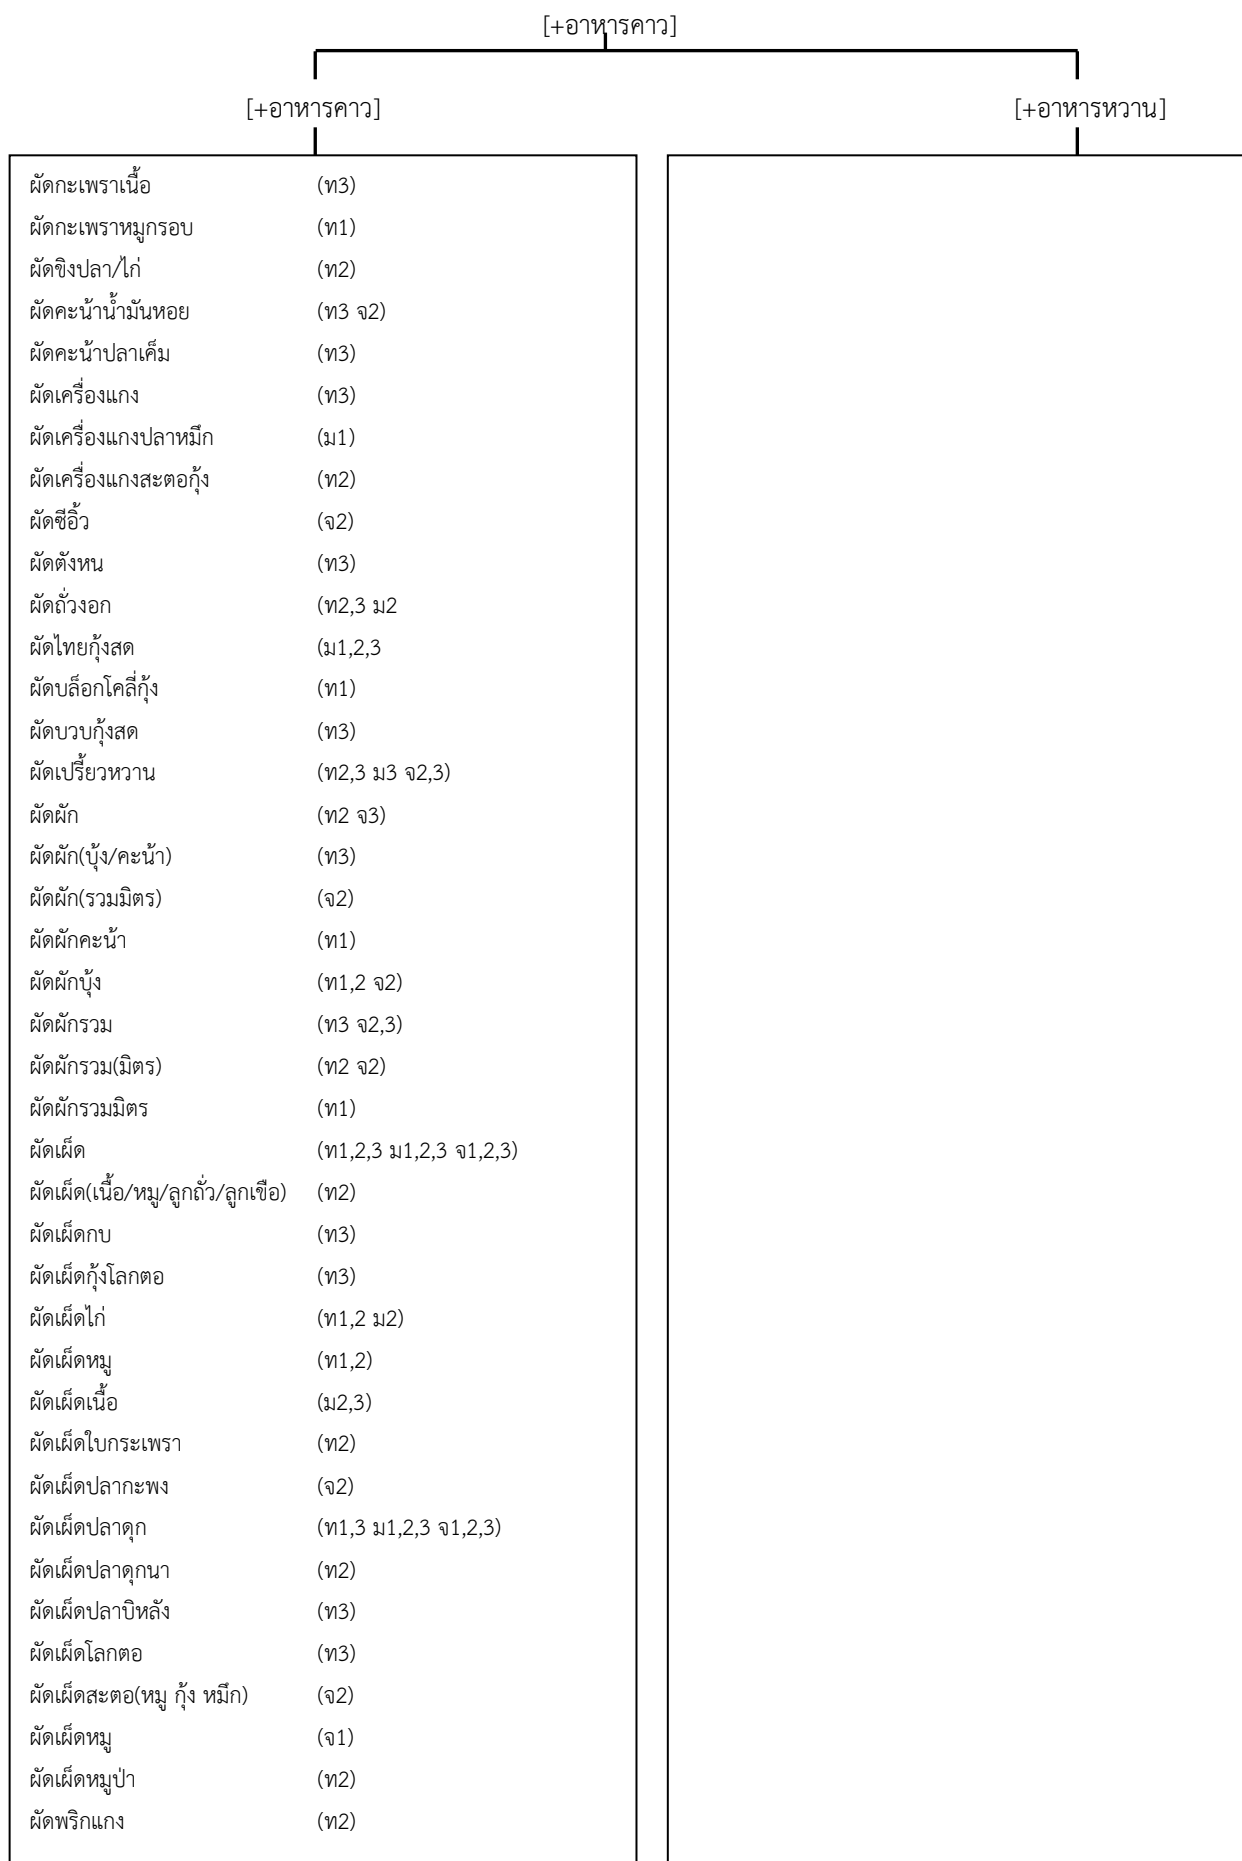 [+อาหารคาว]
[+อาหารคาว] [+อาหารหวาน]
ผัดกะเพราเนื้อ (ท3)
ผัดกะเพราหมูกรอบ (ท1)
ผัดขิงปลา/ไก่ (ท2)
ผัดคะน้าน้ำมันหอย (ท3 จ2)
ผัดคะน้าปลาเค็ม (ท3)
ผัดเครื่องแกง (ท3)
ผัดเครื่องแกงปลาหมึก (ม1)
ผัดเครื่องแกงสะตอกุ้ง (ท2)
ผัดซีอิ้ว (จ2)
ผัดตังหน (ท3)
ผัดถั่วงอก (ท2,3 ม2
ผัดไทยกุ้งสด (ม1,2,3
ผัดบล็อกโคลี่กุ้ง (ท1)
ผัดบวบกุ้งสด (ท3)
ผัดเปรี้ยวหวาน (ท2,3 ม3 จ2,3)
ผัดผัก (ท2 จ3)
ผัดผัก(บุ้ง/คะน้า) (ท3)
ผัดผัก(รวมมิตร) (จ2)
ผัดผักคะน้า (ท1)
ผัดผักบุ้ง (ท1,2 จ2)
ผัดผักรวม (ท3 จ2,3)
ผัดผักรวม(มิตร) (ท2 จ2)
ผัดผักรวมมิตร (ท1)
ผัดเผ็ด (ท1,2,3 ม1,2,3 จ1,2,3)
ผัดเผ็ด(เนื้อ/หมู/ลูกถั่ว/ลูกเขือ) (ท2)
ผัดเผ็ดกบ (ท3)
ผัดเผ็ดกุ้งโลกตอ (ท3)
ผัดเผ็ดไก่ (ท1,2 ม2)
ผัดเผ็ดหมู (ท1,2)
ผัดเผ็ดเนื้อ (ม2,3)
ผัดเผ็ดใบกระเพรา (ท2)
ผัดเผ็ดปลากะพง (จ2)
ผัดเผ็ดปลาดุก (ท1,3 ม1,2,3 จ1,2,3)
ผัดเผ็ดปลาดุกนา (ท2)
ผัดเผ็ดปลาบิหลัง (ท3)
ผัดเผ็ดโลกตอ (ท3)
ผัดเผ็ดสะตอ(หมู กุ้ง หมึก) (จ2)
ผัดเผ็ดหมู (จ1)
ผัดเผ็ดหมูป่า (ท2)
ผัดพริกแกง (ท2)